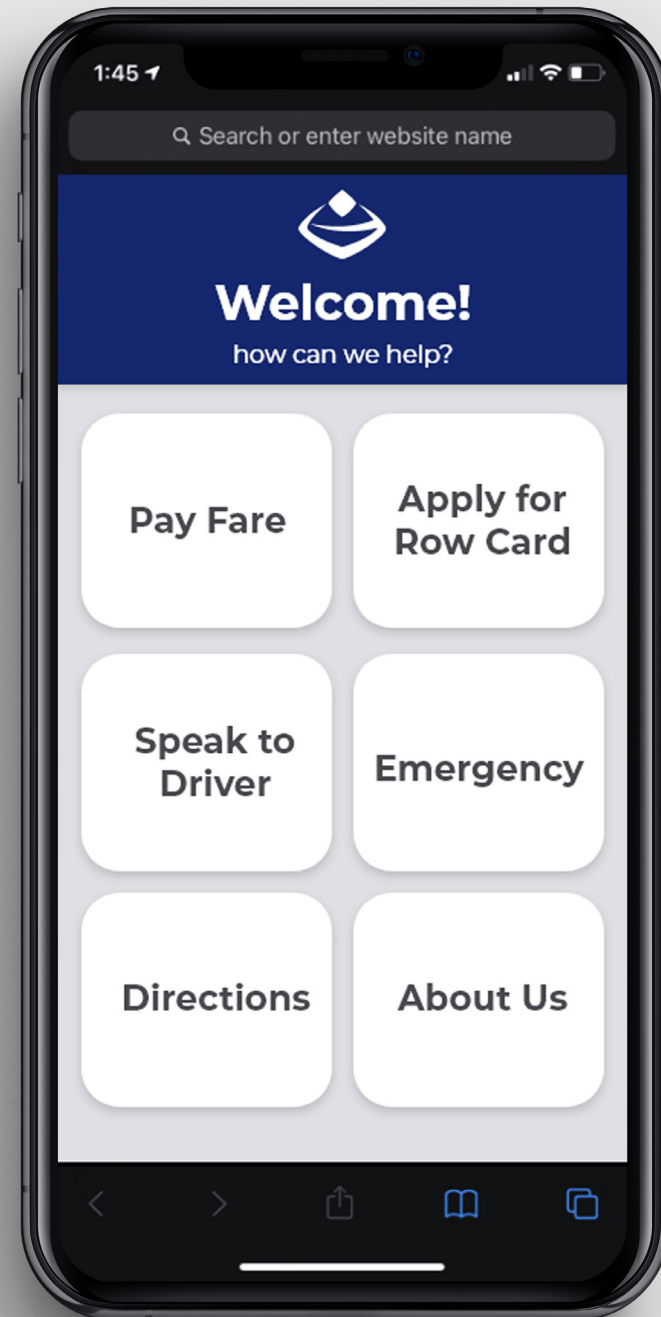 1:45
Search or enter website name
Welcome!
how can we help?
Pay Fare
Apply for
Row Card
Speak to
Driver
Emergency
Directions
About Us